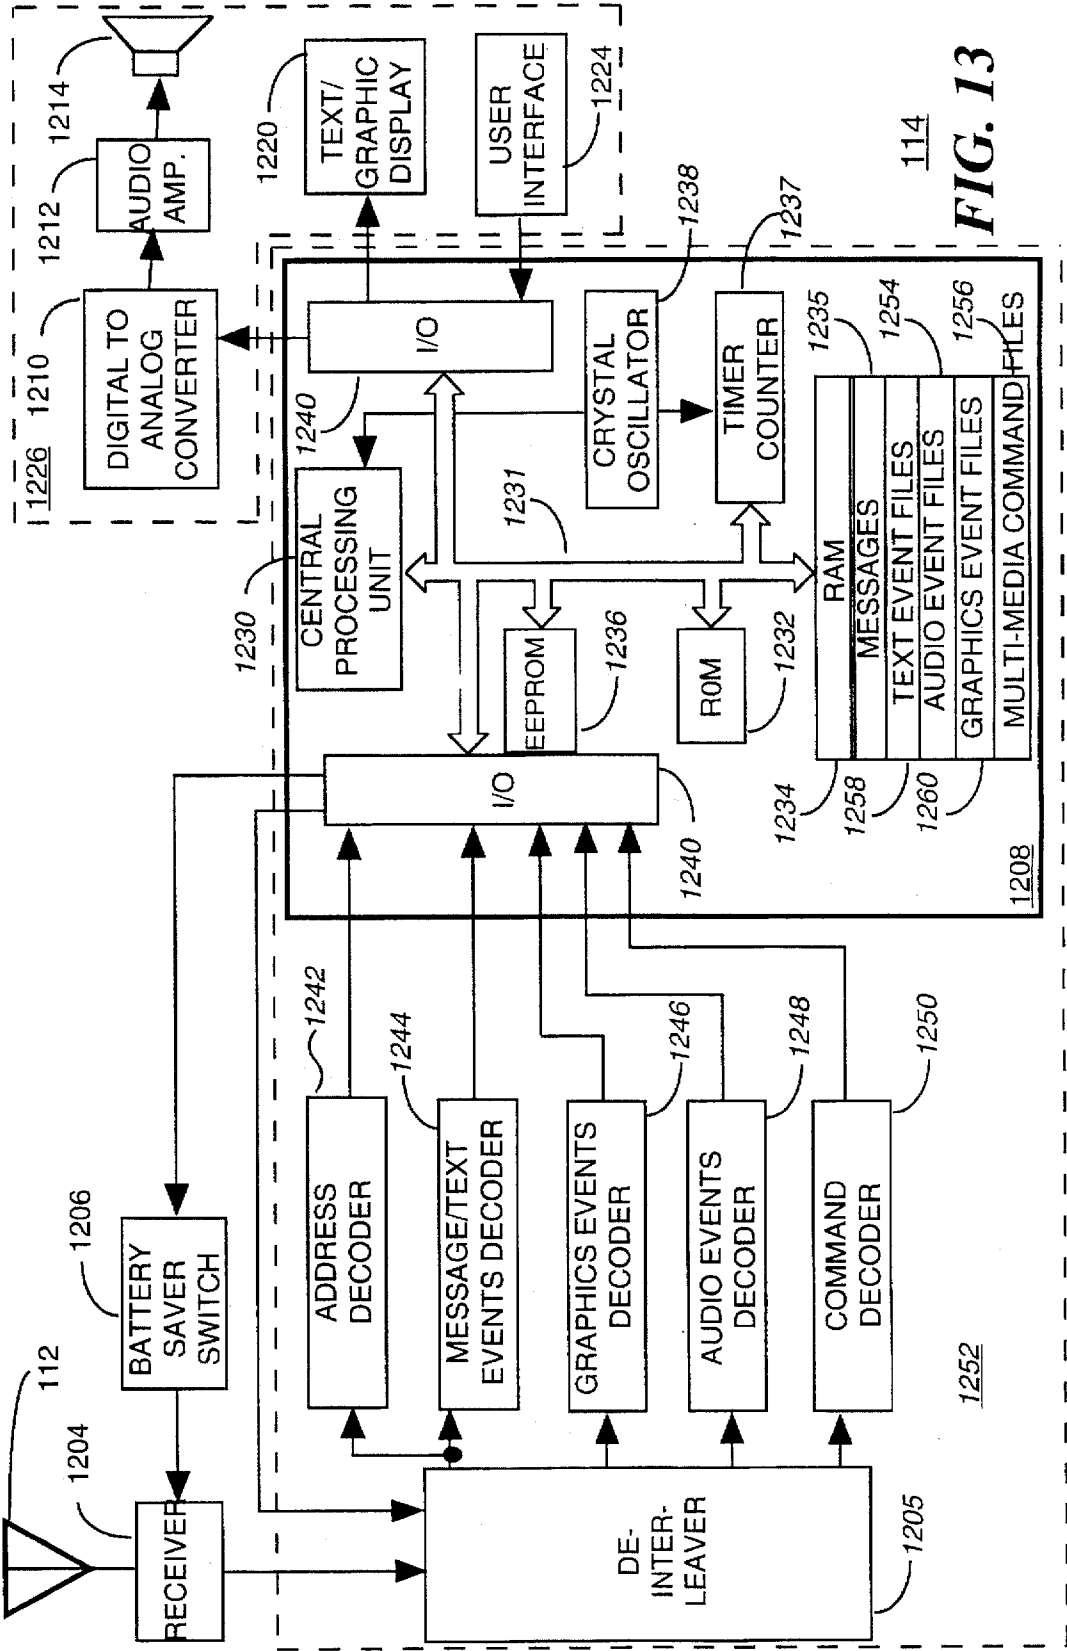 112
1204
RECEIVER
BATTERY
SAVER
SWITCH
1206
1226
1210
DIGITAL TO
ANALOG
CONVERTER
1212
AUDIO
AMP.
1214
1220
TEXT/
GRAPHIC
DISPLAY
USER
INTERFACE
1224
DE-
INTER-
LEAVER
1205
ADDRESS
DECODER
1242
MESSAGE/TEXT
EVENTS DECODER
1244
GRAPHICS EVENTS
DECODER
1246
AUDIO EVENTS
DECODER
1248
COMMAND
DECODER
1250
1252
I/O
1240
1230
CENTRAL
PROCESSING
UNIT
1240
I/O
1231
EEPROM
1236
ROM
1232
CRYSTAL
OSCILLATOR
1238
TIMER
COUNTER
1237
1234
RAM
1235
MESSAGES
1258
TEXT EVENT FILES
1254
AUDIO EVENT FILES
1260
GRAPHICS EVENT FILES
1256
MULTI-MEDIA COMMAND FILES
1208
114
FIG. 13